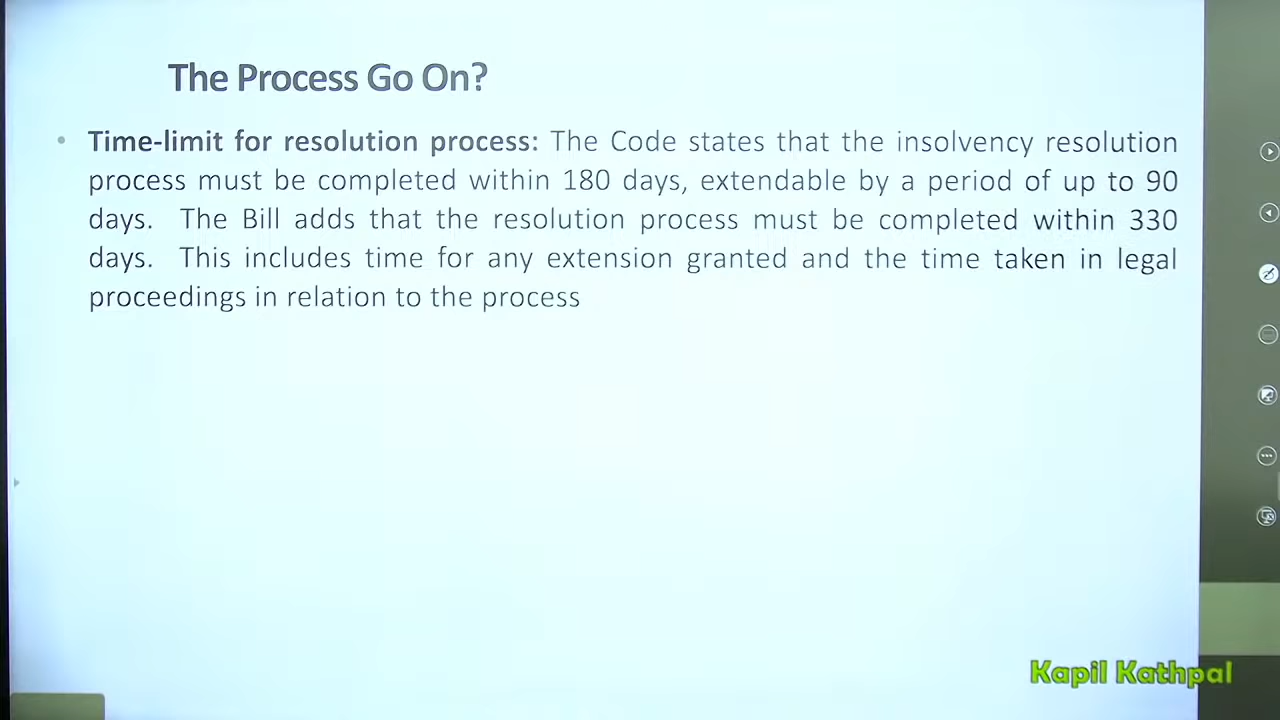 The Process Go On?
• Time-limit for resolution process: The Code states that the insolvency resolution
process must be completed within 180 days, extendable by a period of up to 90
days. The Bill adds that the resolution process must be completed within 330
days. This includes time for any extension granted and the time taken in legal
proceedings in relation to the process
Kapil Kathpal